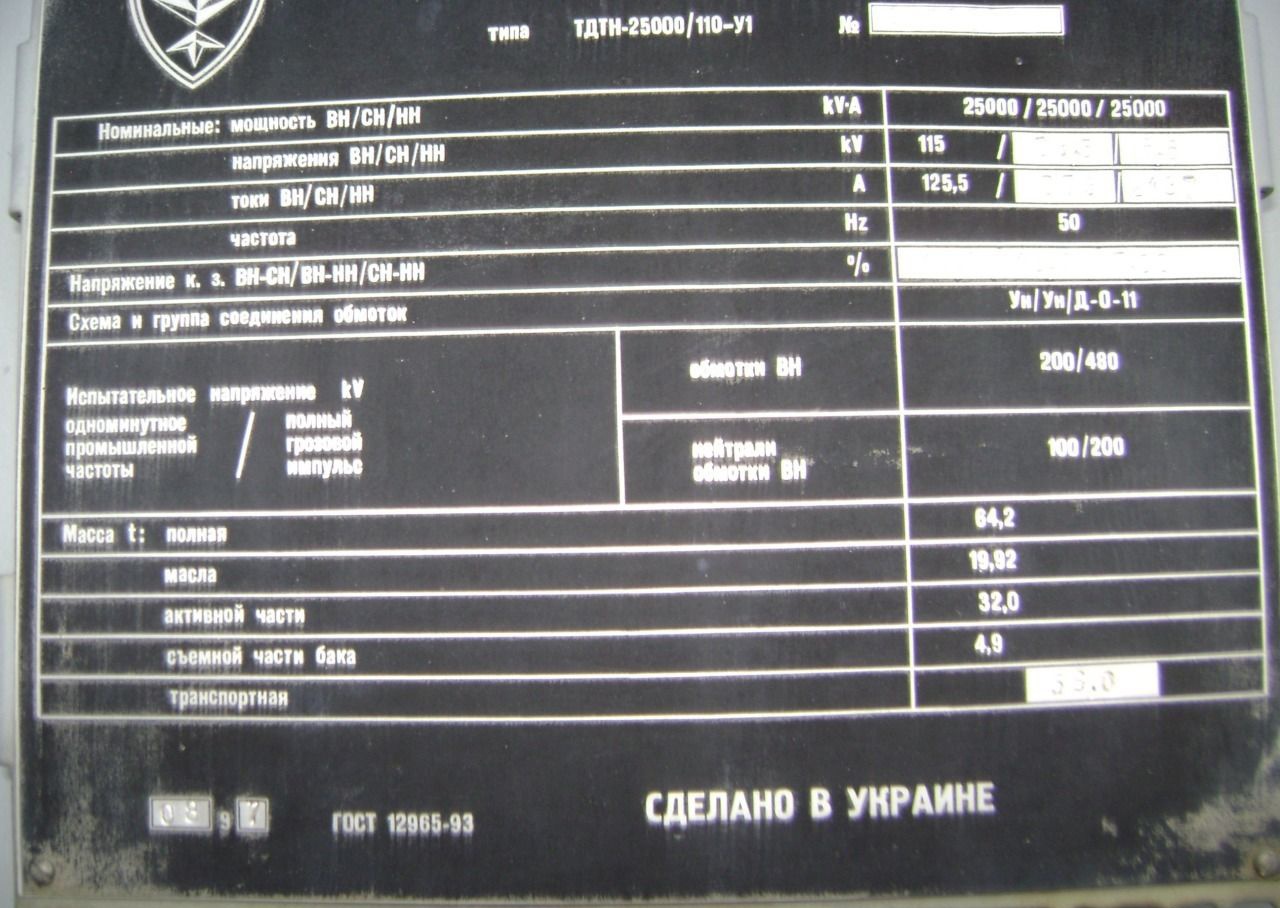 типа ТДТН-25000/110-У1 №
Номинальные: мощность ВН/СН/НН kV·A 25000 / 25000 / 25000
напряжения ВН/СН/НН kV 115 / /
токи ВН/СН/НН A 125,5 / /
частота Hz 50
Напряжение к. з. ВН-СН/ВН-НН/СН-НН %
Схема и группа соединения обмоток Ун/Ун/Д-0-11
Испытательное напряжение kV
одноминутное промышленной частоты / полный грозовой импульс
обмотки ВН 200/480
нейтрали обмотки ВН 100/200
Масса t: полная 64,2
масла 19,92
активной части 32,0
съемной части бака 4,9
транспортная
08 9 7 ГОСТ 12965-93 СДЕЛАНО В УКРАИНЕ